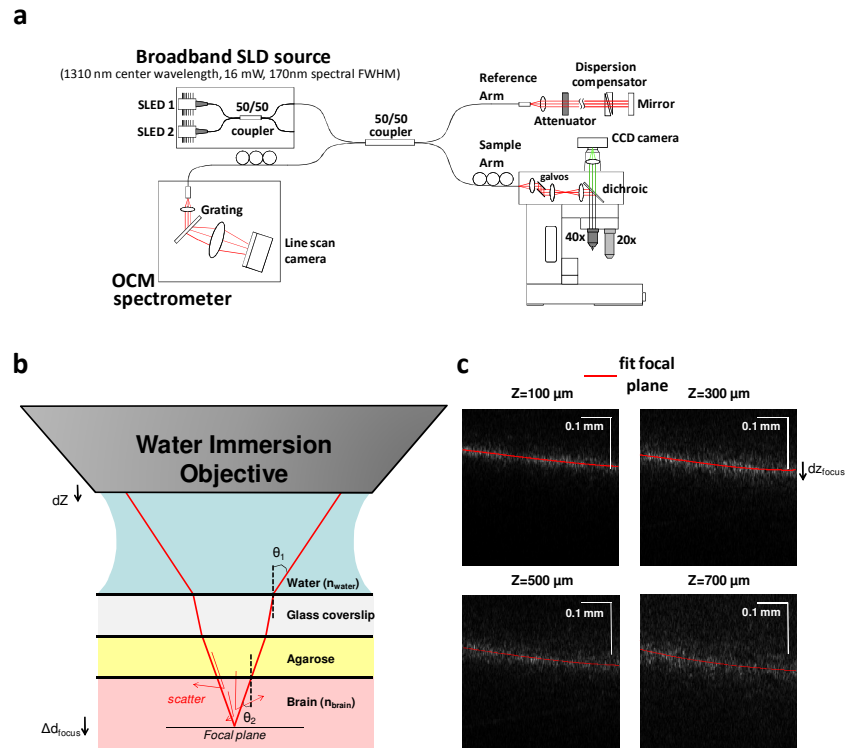 a
Broadband SLD source
(1310 nm center wavelength, 16 mW, 170nm spectral FWHM)
SLED 1
SLED 2
50/50
coupler
50/50
coupler
Reference
Arm
Attenuator
Dispersion
compensator
Mirror
CCD camera
Sample
Arm
galvos
dichroic
40x
20x
Grating
Line scan
camera
OCM
spectrometer
b
Water Immersion
Objective
dZ
θ1
Water (nwater)
Glass coverslip
Agarose
scatter
Brain (nbrain)
θ2
Δdfocus
Focal plane
c
fit focal
plane
Z=100 µm
Z=300 µm
0.1 mm
0.1 mm
dzfocus
Z=500 µm
Z=700 µm
0.1 mm
0.1 mm